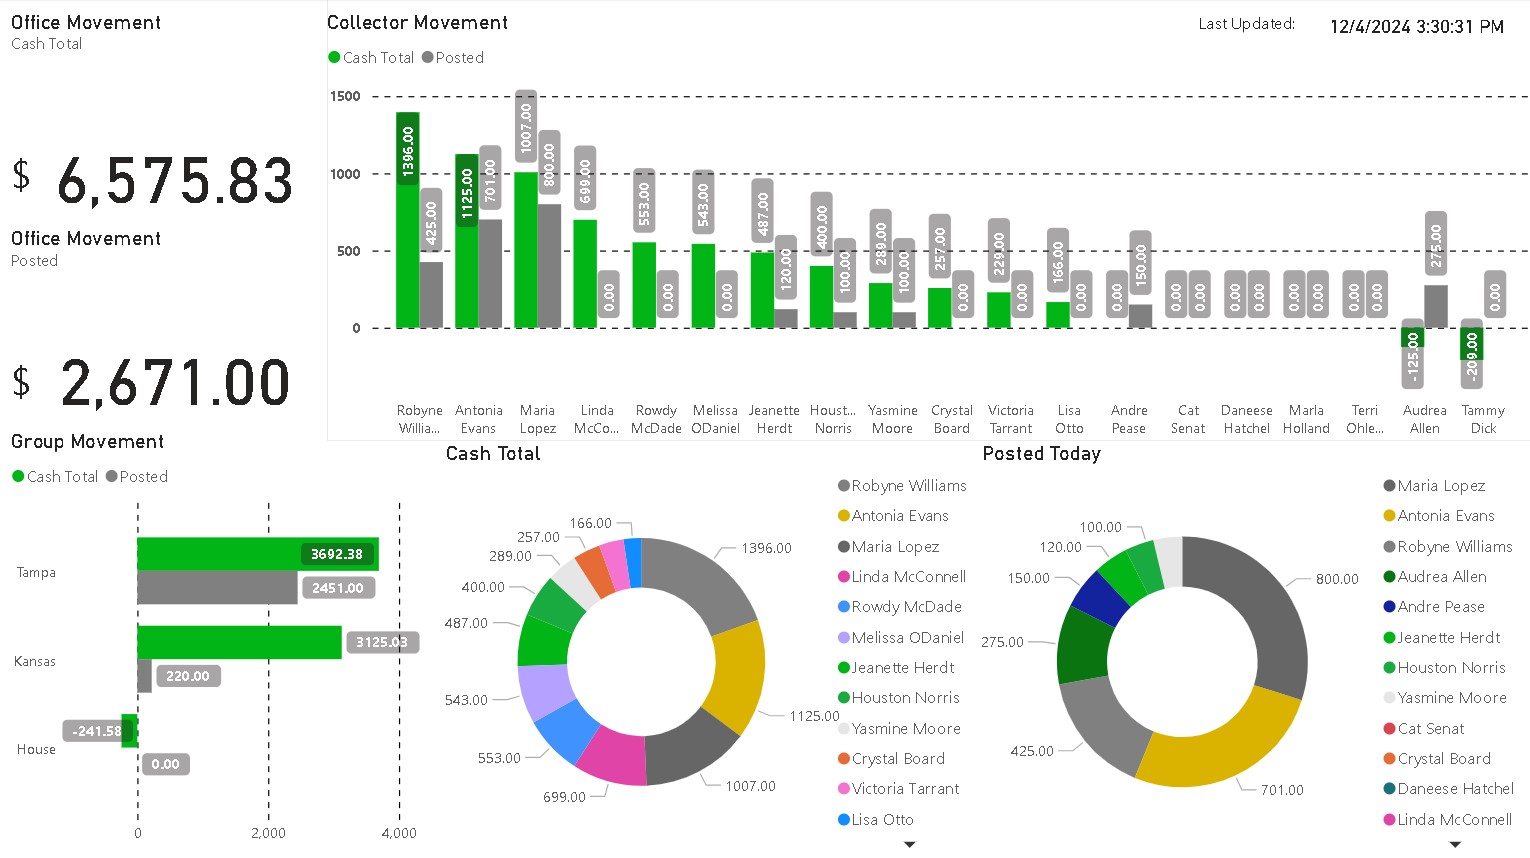 Office Movement
Cash Total
$ 6,575.83
Office Movement
Posted
$ 2,671.00
Collector Movement
Last Updated: 12/4/2024 3:30:31 PM
Cash Total Posted
1500
1000
500
0
1396.00
425.00
1125.00
701.00
1007.00
800.00
699.00
0.00
553.00
0.00
543.00
0.00
487.00
120.00
400.00
100.00
289.00
100.00
257.00
0.00
229.00
0.00
166.00
0.00
0.00
150.00
0.00
0.00
0.00
0.00
0.00
0.00
0.00
0.00
-125.00
275.00
-209.00
0.00
Robyne
Willia...
Antonia
Evans
Maria
Lopez
Linda
McCo...
Rowdy
McDade
Melissa
ODaniel
Jeanette
Herdt
Houst...
Norris
Yasmine
Moore
Crystal
Board
Victoria
Tarrant
Lisa
Otto
Andre
Pease
Cat
Senat
Daneese
Hatchel
Marla
Holland
Terri
Ohle...
Audrea
Allen
Tammy
Dick
Group Movement
Cash Total Posted
Tampa
3692.38
2451.00
Kansas
3125.03
220.00
House
-241.58
0.00
0
2,000
4,000
Cash Total
1396.00
1125.00
1007.00
699.00
553.00
543.00
487.00
400.00
289.00
257.00
166.00
Robyne Williams
Antonia Evans
Maria Lopez
Linda McConnell
Rowdy McDade
Melissa ODaniel
Jeanette Herdt
Houston Norris
Yasmine Moore
Crystal Board
Victoria Tarrant
Lisa Otto
Posted Today
800.00
701.00
425.00
275.00
150.00
120.00
100.00
Maria Lopez
Antonia Evans
Robyne Williams
Audrea Allen
Andre Pease
Jeanette Herdt
Houston Norris
Yasmine Moore
Cat Senat
Crystal Board
Daneese Hatchel
Linda McConnell